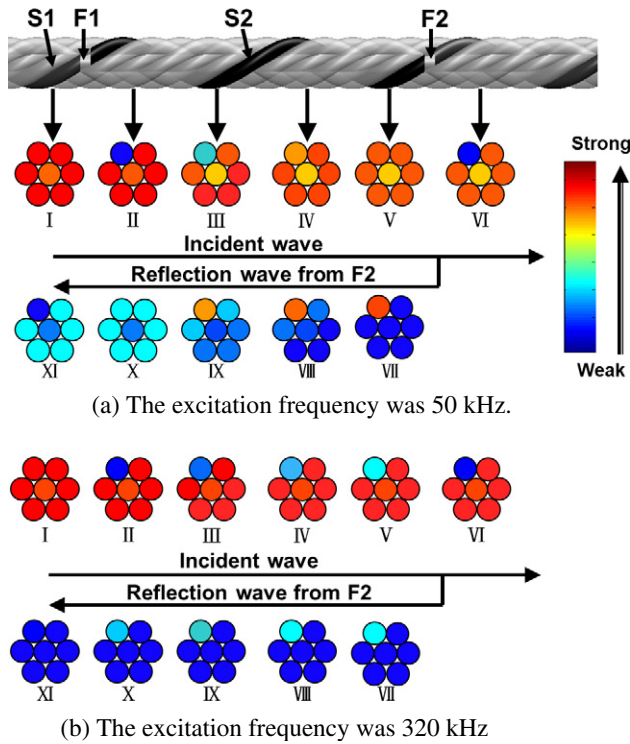 S1 F1 S2 F2
Strong
Ⅰ Ⅱ Ⅲ Ⅳ Ⅴ Ⅵ
Incident wave
Reflection wave from F2
Ⅺ Ⅹ Ⅸ Ⅷ Ⅶ
Weak
(a) The excitation frequency was 50 kHz.
Ⅰ Ⅱ Ⅲ Ⅳ Ⅴ Ⅵ
Incident wave
Reflection wave from F2
Ⅺ Ⅹ Ⅸ Ⅷ Ⅶ
(b) The excitation frequency was 320 kHz